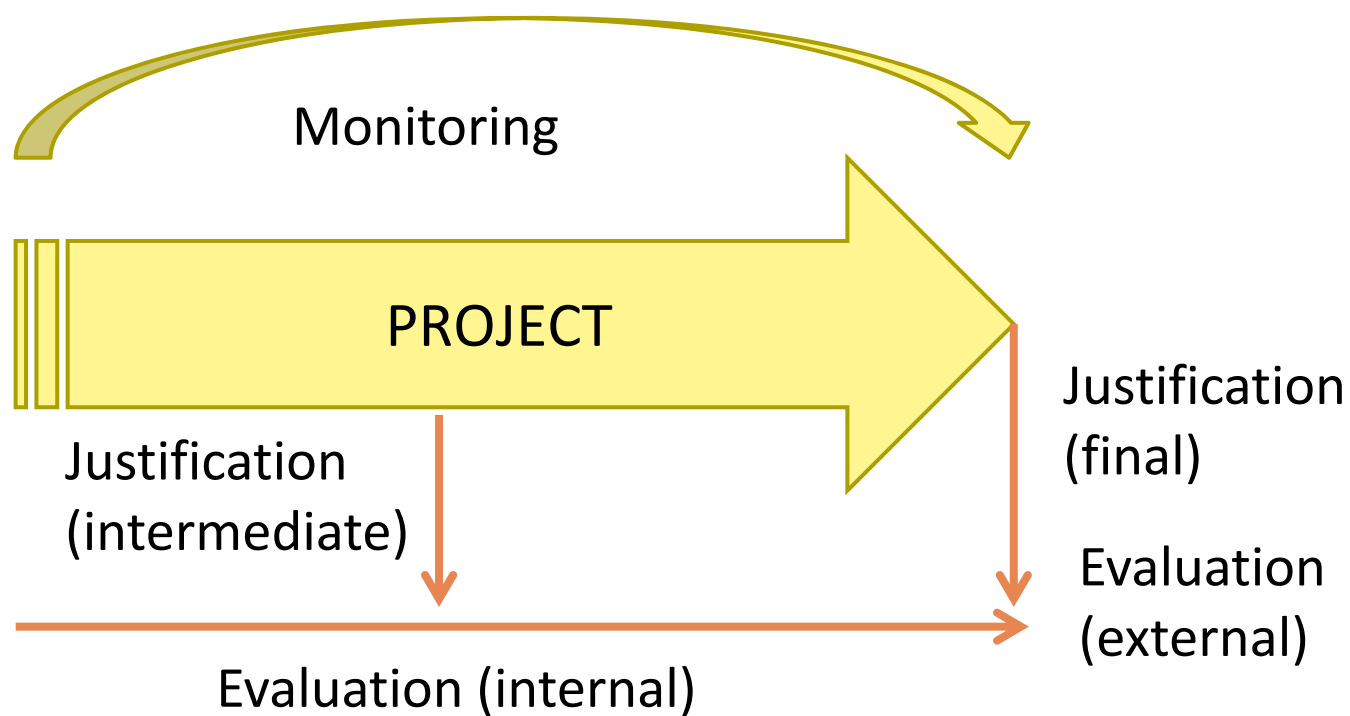 Monitoring
PROJECT
Justification
(intermediate)
Justification
(final)
Evaluation
(external)
Evaluation (internal)